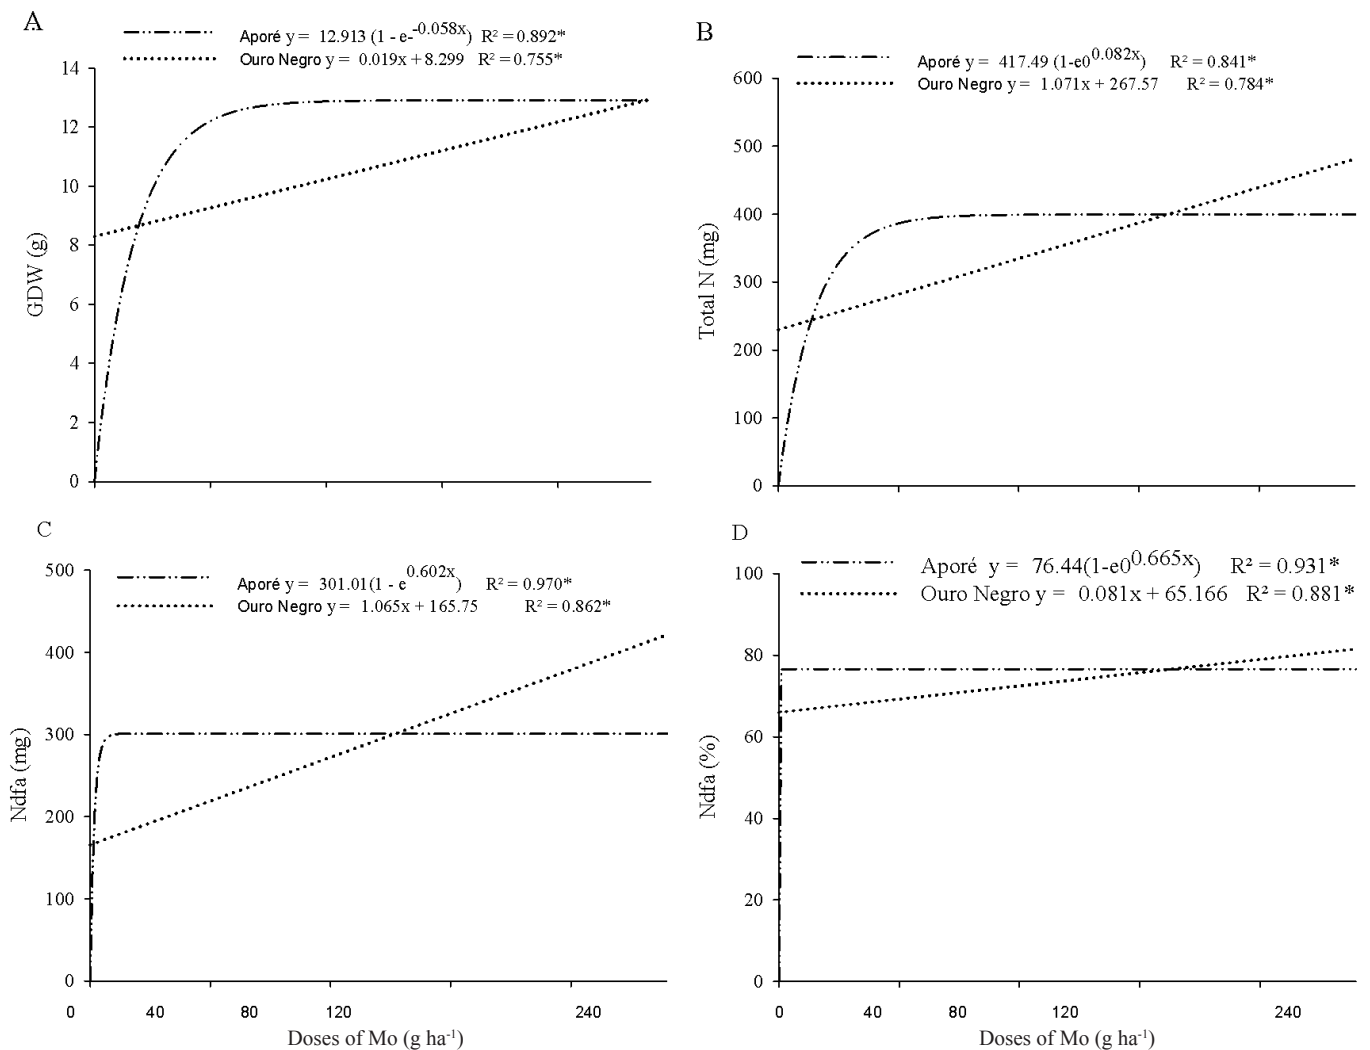 A
Aporé y = 12.913 (1 - e-^-0.058x) R² = 0.892*
Ouro Negro y = 0.019x + 8.299 R² = 0.755*
14
12
10
8
6
4
2
0
GDW (g)
B
Aporé y = 417.49 (1-e0^0.082x) R² = 0.841*
Ouro Negro y = 1.071x + 267.57 R² = 0.784*
600
500
400
300
200
100
0
Total N (mg)
C
Aporé y = 301.01(1 - e^0.602x) R² = 0.970*
Ouro Negro y = 1.065x + 165.75 R² = 0.862*
500
400
300
200
100
0
Ndfa (mg)
0 40 80 120 240
Doses of Mo (g ha⁻¹)
D
Aporé y = 76.44(1-e0^0.665x) R² = 0.931*
Ouro Negro y = 0.081x + 65.166 R² = 0.881*
100
80
60
40
20
0
Ndfa (%)
0 40 80 120 240
Doses of Mo (g ha⁻¹)